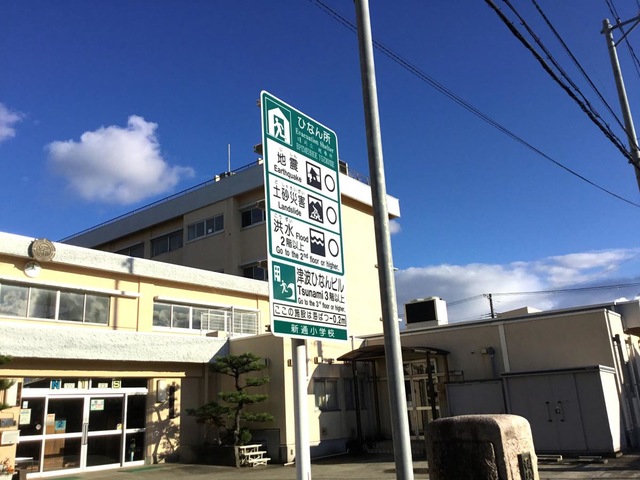 ひなん所
Evacuation Shelter
地震
Earthquake
○
土砂災害
Landslide
○
洪水 Flood
2階以上
Go to the 2nd floor or higher.
○
津波ひなんビル
Tsunami 3階以上
Go to the 3rd floor or higher.
ここの施設は海ばつ-0.2m
新通小学校